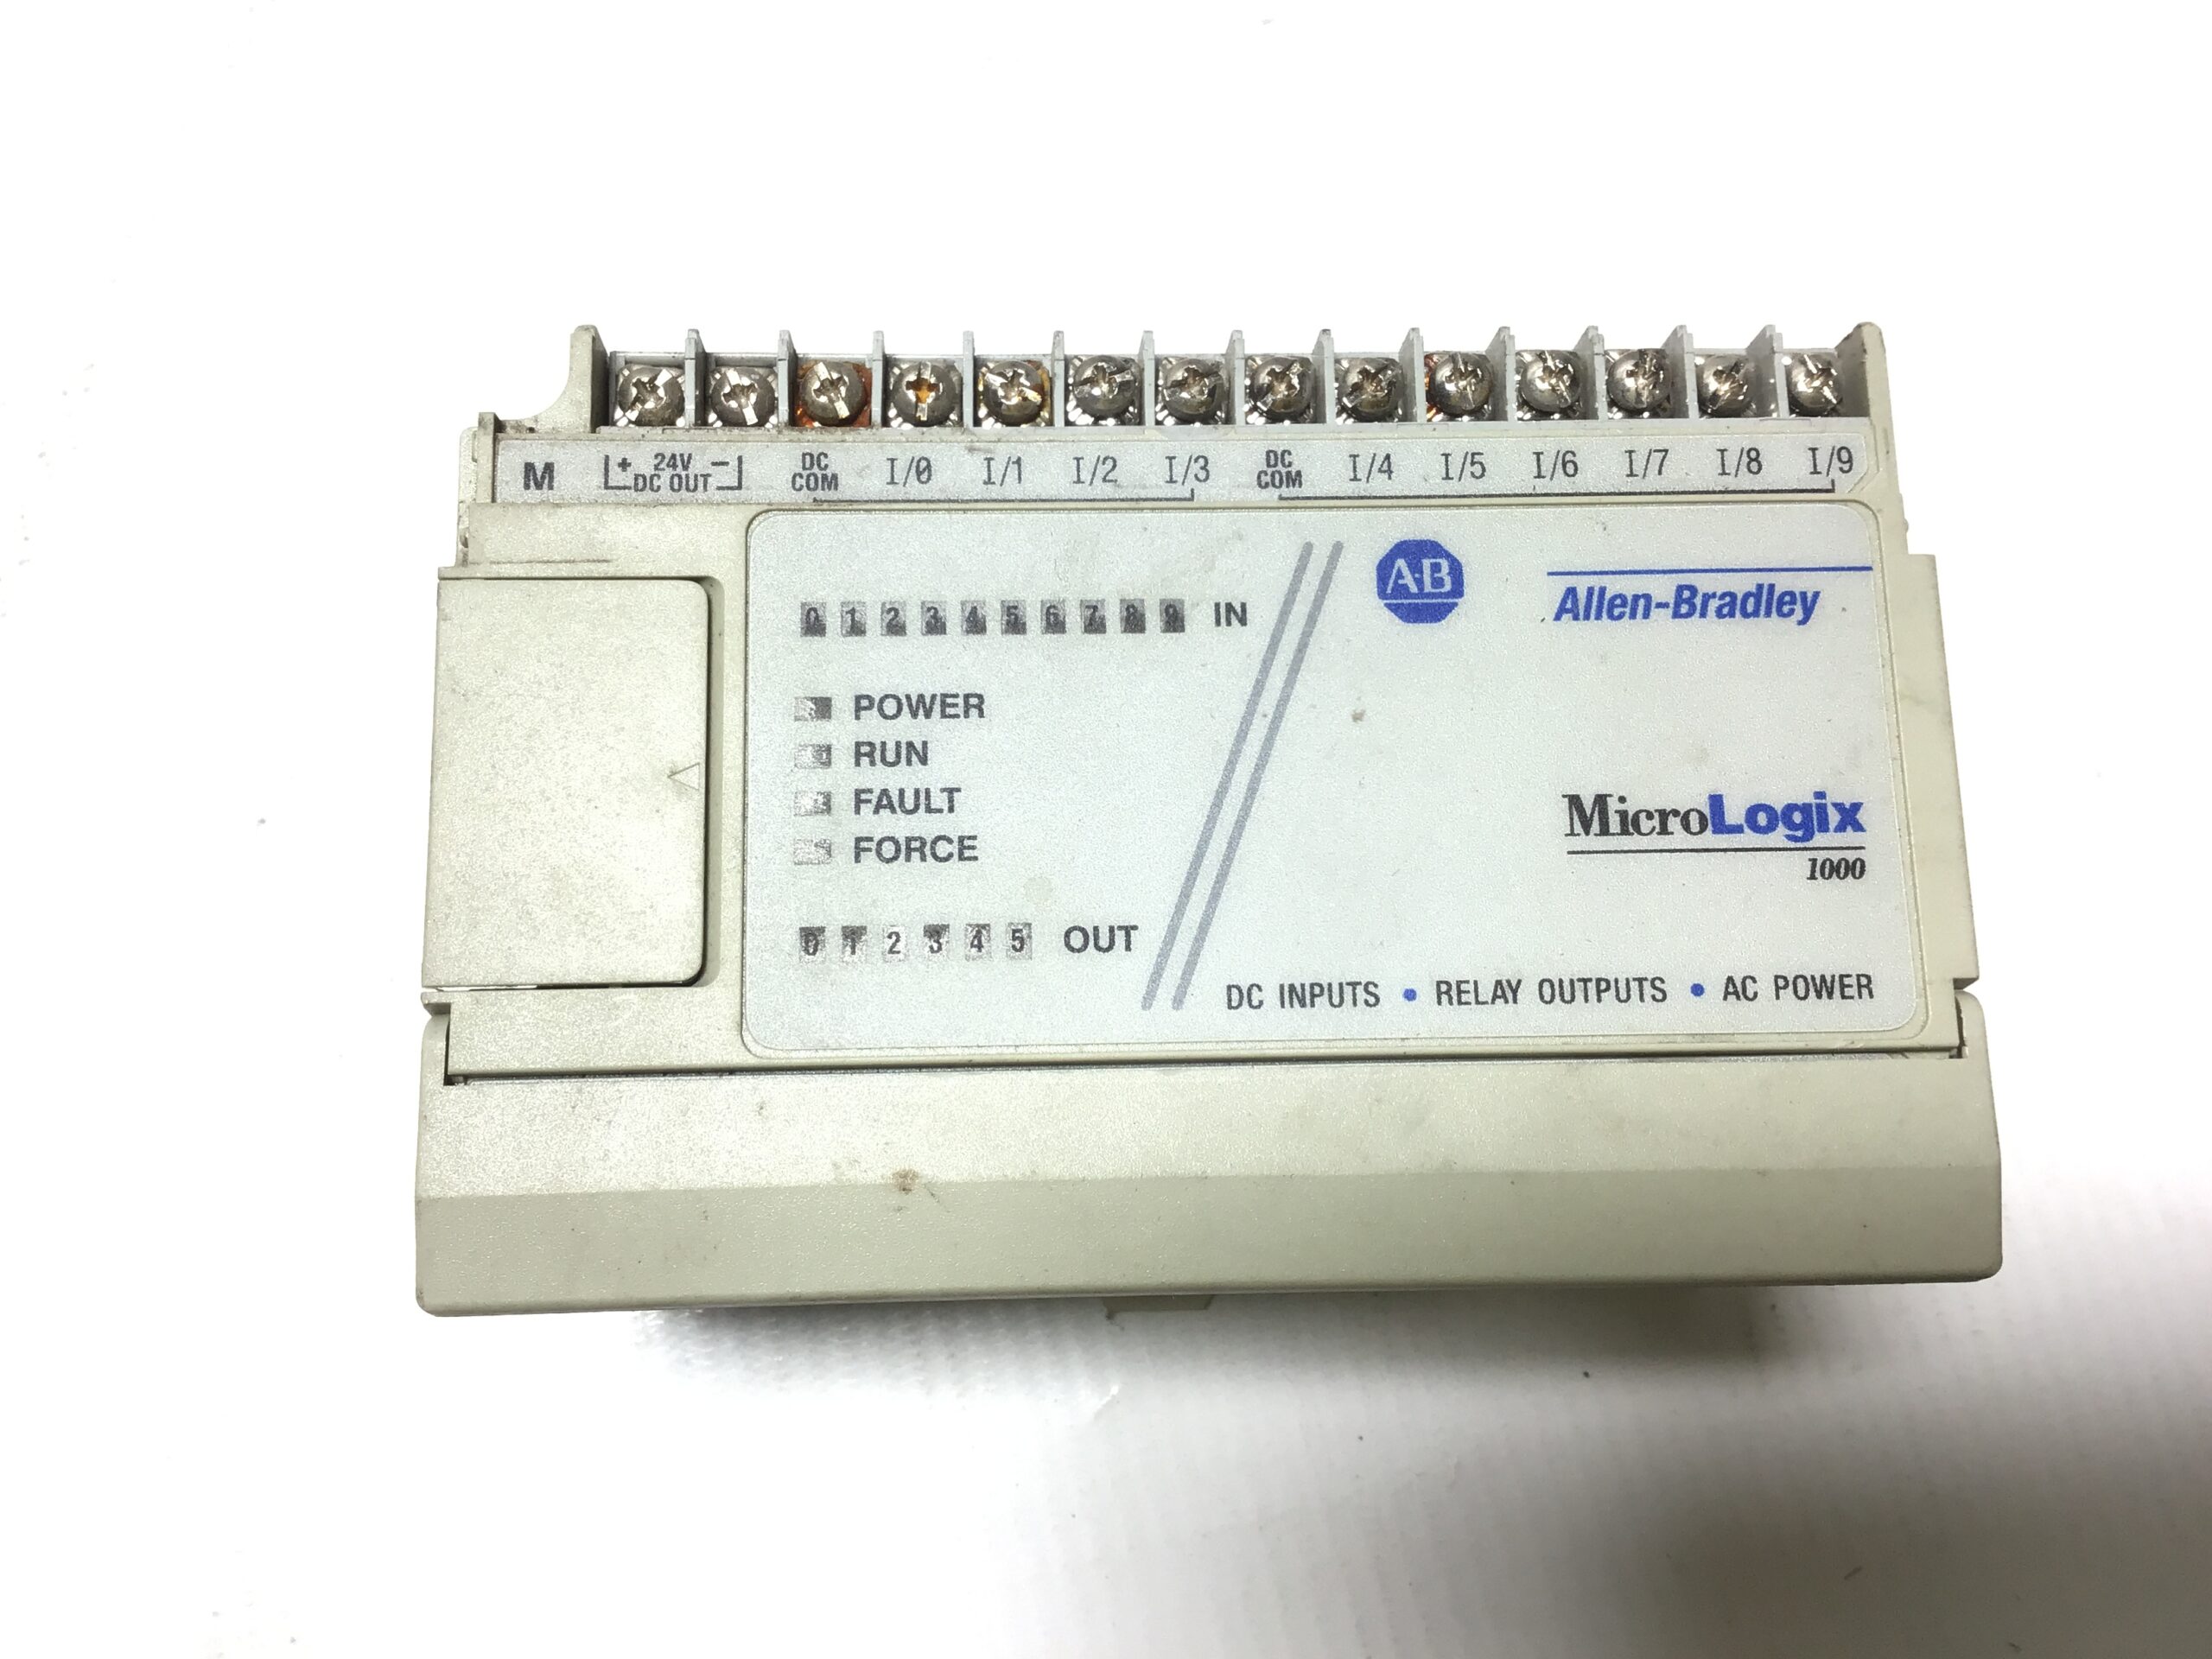 M + 24V - DC OUT DC COM I/0 I/1 I/2 I/3 DC COM I/4 I/5 I/6 I/7 I/8 I/9
0 1 2 3 4 5 6 7 8 9 IN
A-B
Allen-Bradley
POWER
RUN
FAULT
FORCE
MicroLogix
1000
0 1 2 3 4 5 OUT
DC INPUTS • RELAY OUTPUTS • AC POWER